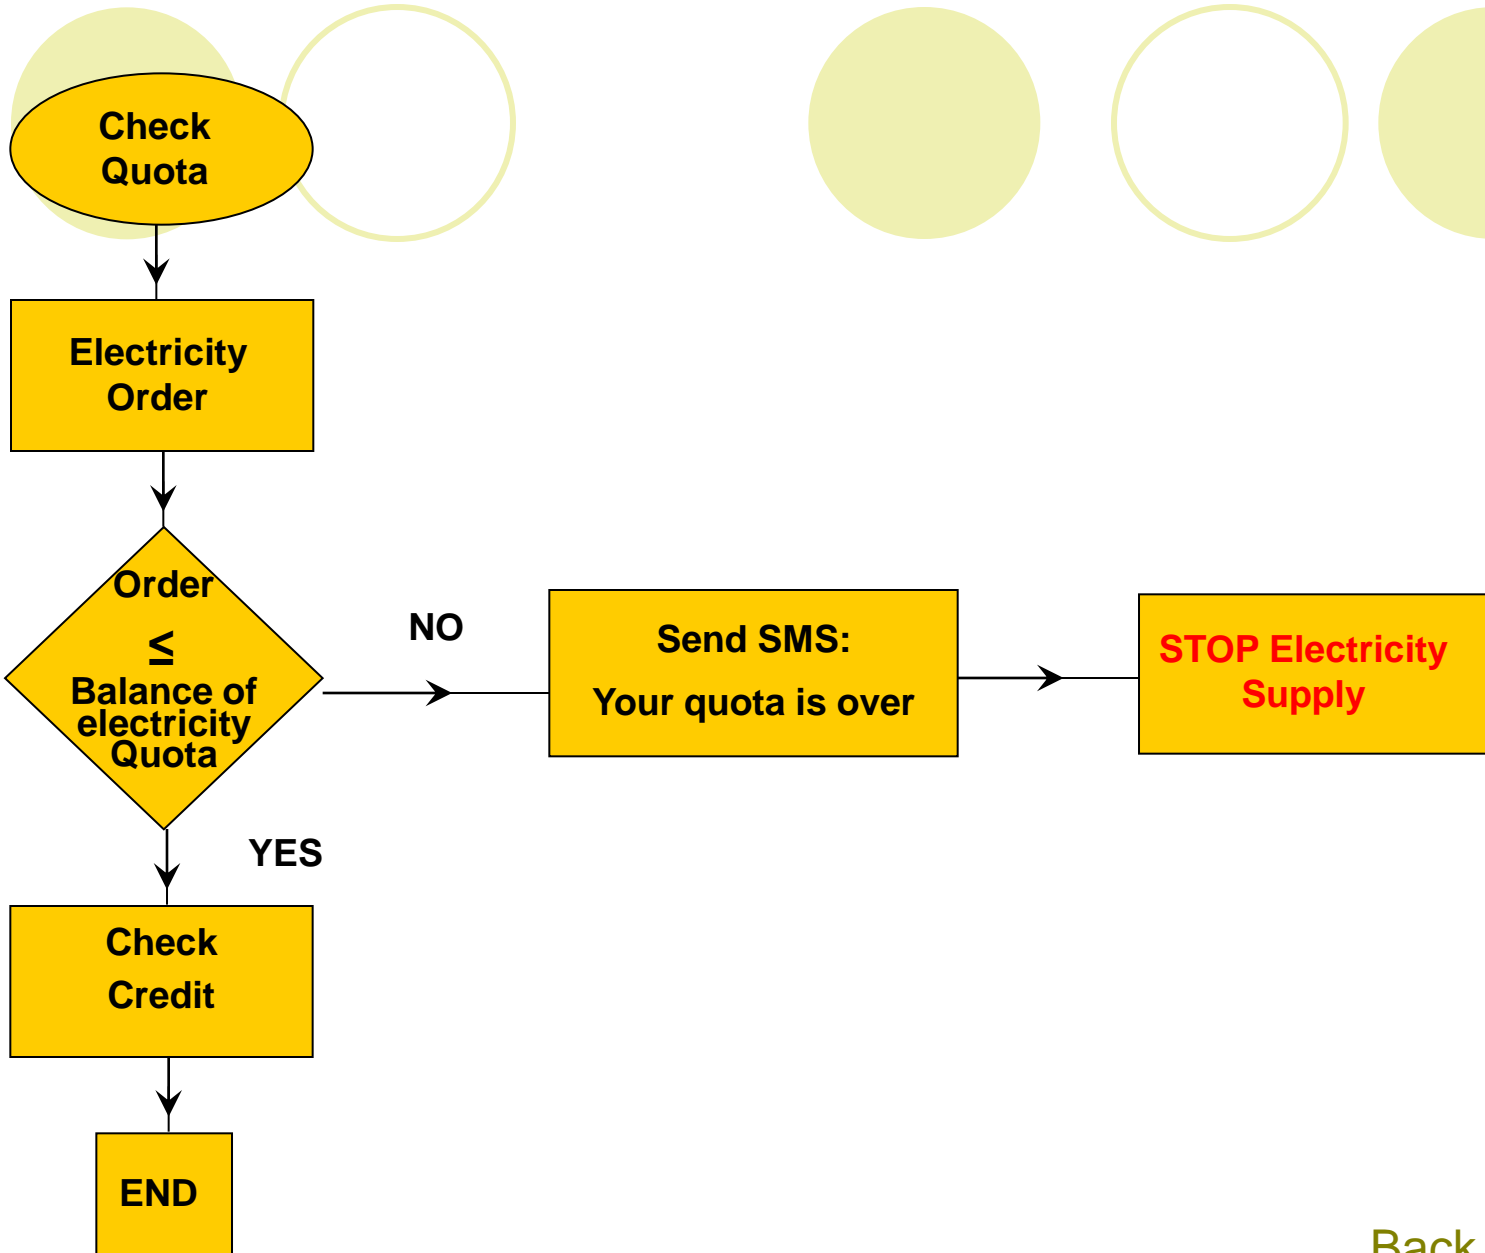 Check
Quota
Electricity
Order
Order
≤
Balance of
electricity
Quota
NO
Send SMS:
Your quota is over
STOP Electricity
Supply
YES
Check
Credit
END
Back